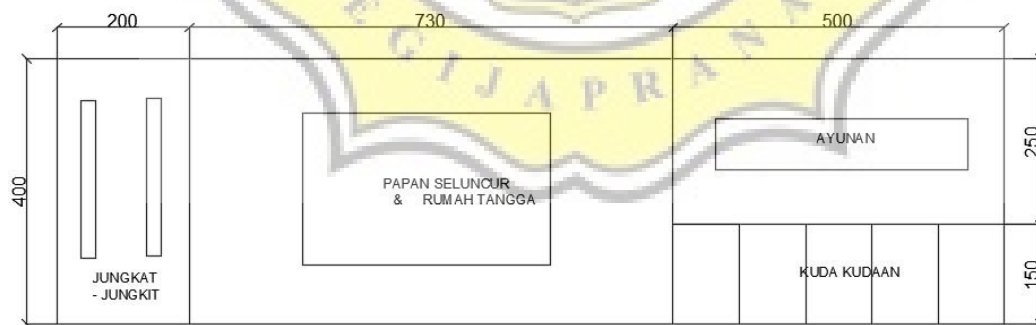 200
730
500
E G I J A P R A N A
400
250
150
AYUNAN
PAPAN SELUNCUR
& RUMAH TANGGA
JUNGKAT
- JUNGKIT
KUDA KUDAAN